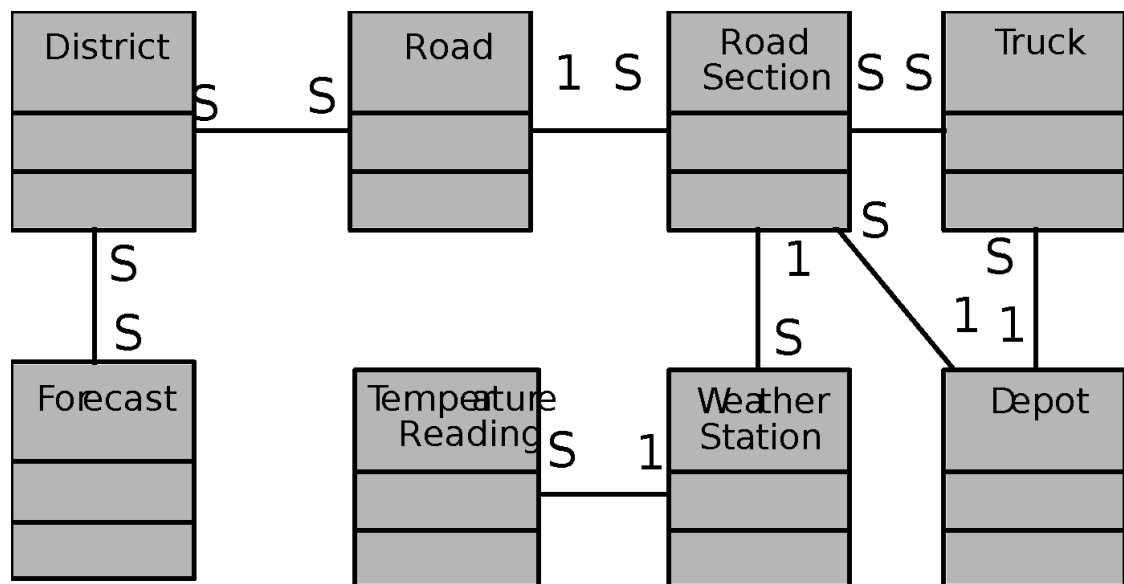 District
Road
Road
Section
Truck
S
S
1 S
S S
S
S
1
S
S
1
1
S
S
Forecast
Temperature
Reading
Weather
Station
Depot
S
1